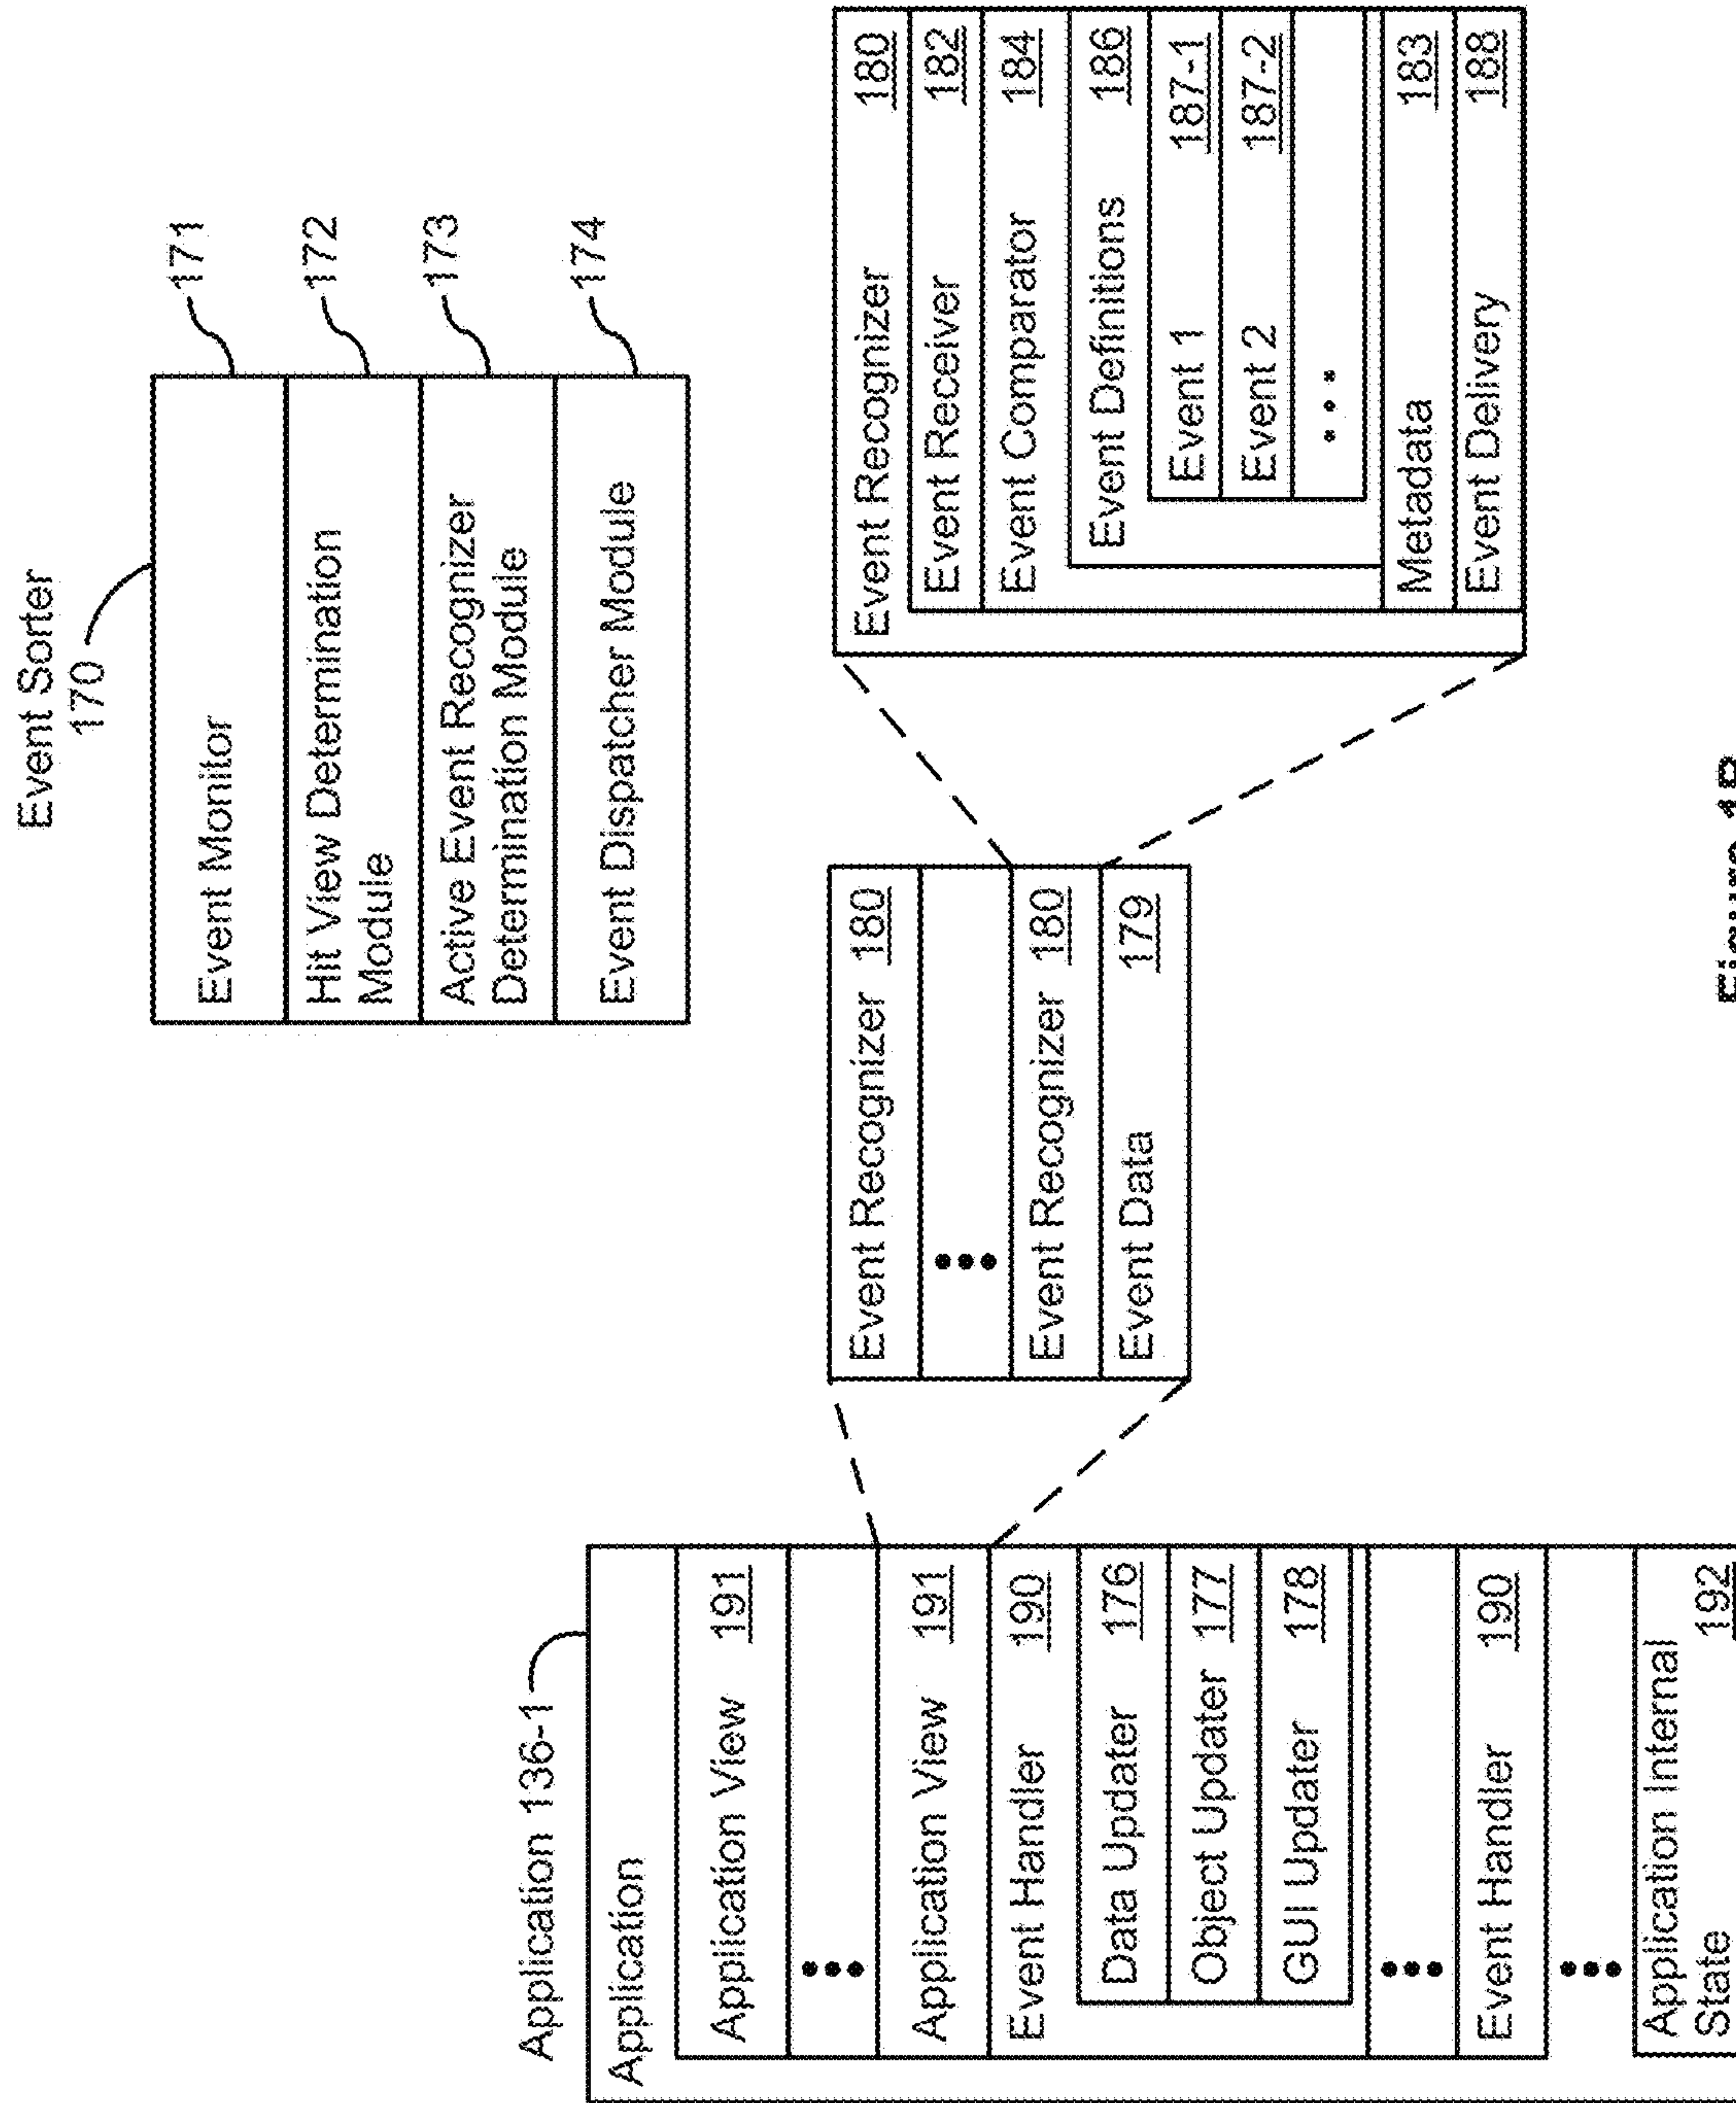 Event Sorter
170
Event Monitor
171
Hit View Determination
Module
172
Active Event Recognizer
Determination Module
173
Event Dispatcher Module
174
Application 136-1
Application
Application View 191
•••
Application View 191
Event Handler 190
Data Updater 176
Object Updater 177
GUI Updater 178
•••
Event Handler 190
•••
Application Internal
State 192
Event Recognizer 180
•••
Event Recognizer 180
Event Data 179
Event Recognizer 180
Event Receiver 182
Event Comparator 184
Event Definitions 186
Event 1 187-1
Event 2 187-2
•••
Metadata 183
Event Delivery 188
Figure 1B